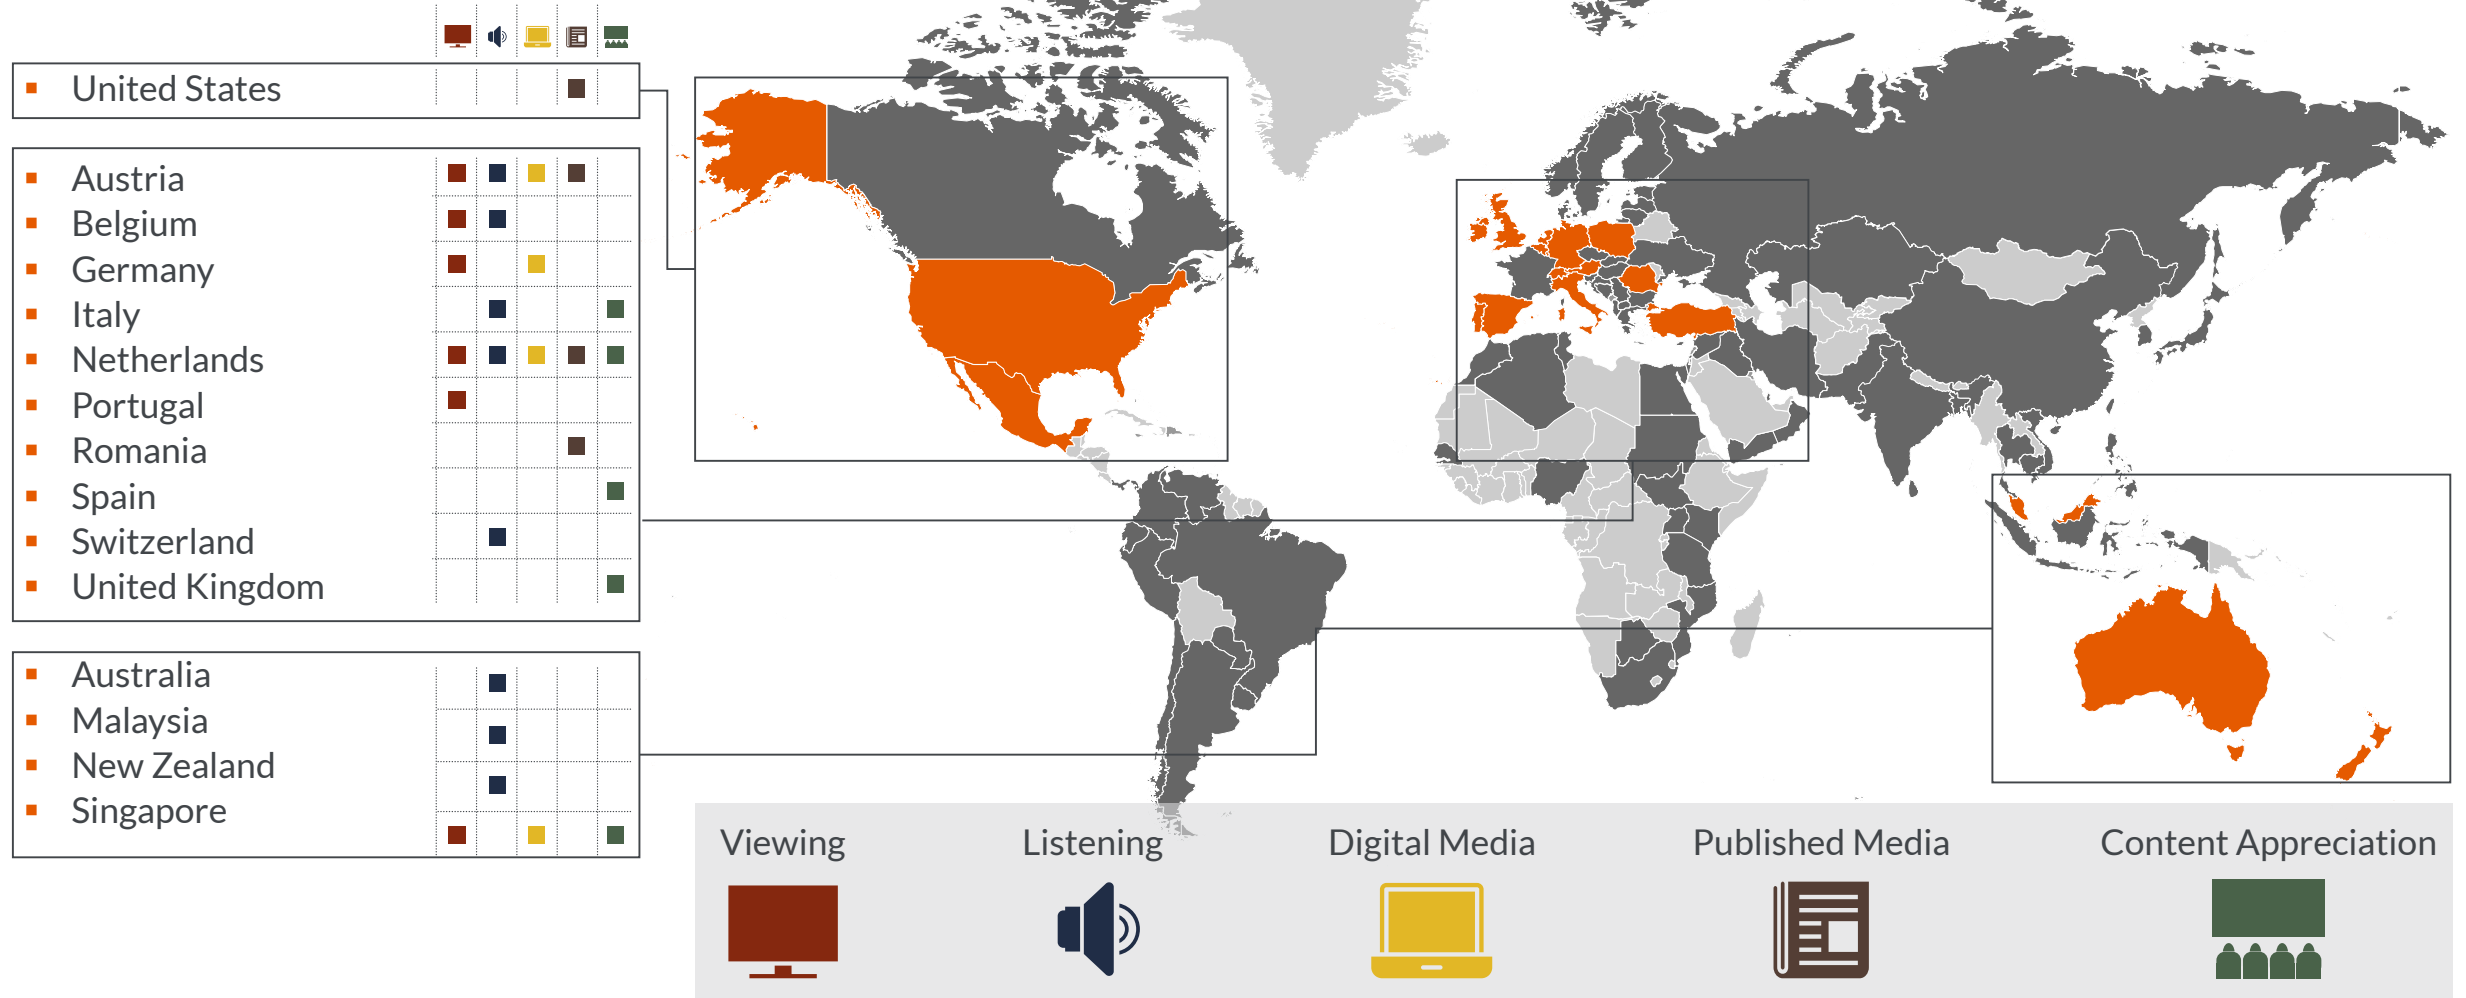 United States
Austria
Belgium
Germany
Italy
Netherlands
Portugal
Romania
Spain
Switzerland
United Kingdom
Australia
Malaysia
New Zealand
Singapore
Viewing
Listening
Digital Media
Published Media
Content Appreciation